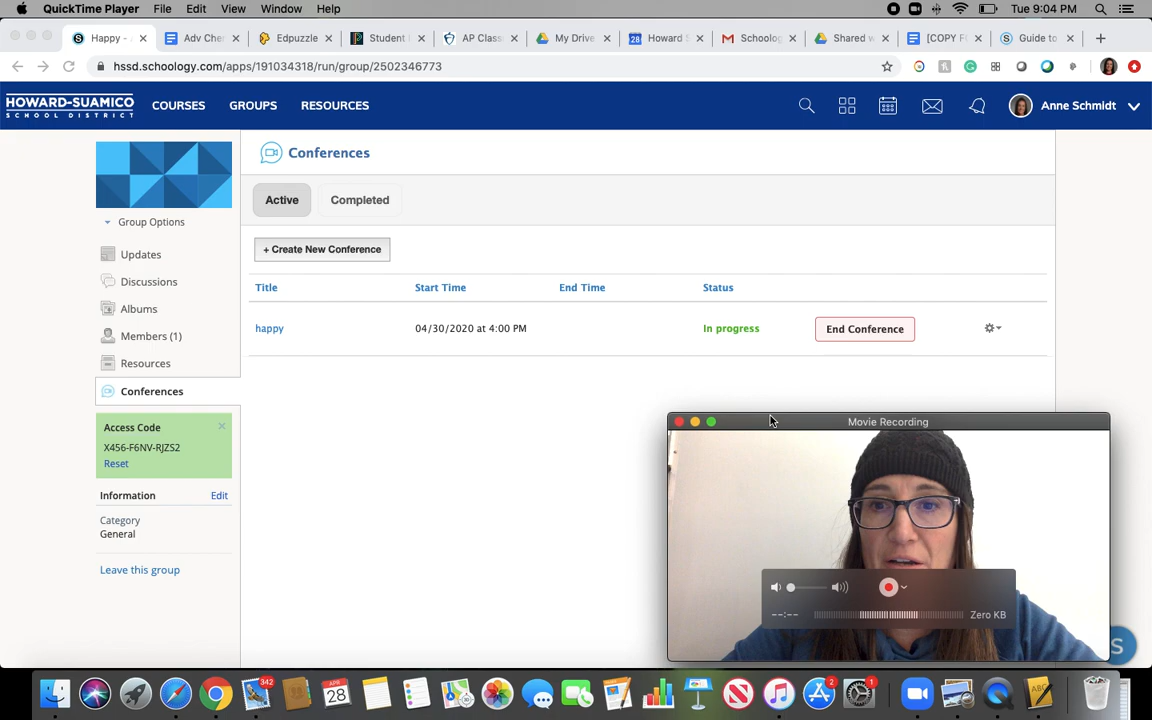 QuickTime Player File Edit View Window Help Tue 9:04 PM
Happy - Adv Che Edpuzzle Student AP Class My Drive Howard S Schoolog Shared w [COPY F Guide to
hssd.schoology.com/apps/191034318/run/group/2502346773
HOWARD-SUAMICO
SCHOOL DISTRICT
COURSES GROUPS RESOURCES Anne Schmidt
Conferences
Group Options
Active Completed
Updates
+ Create New Conference
Discussions
Title Start Time End Time Status
Albums
happy 04/30/2020 at 4:00 PM In progress End Conference
Members (1)
Resources
Conferences
Access Code
X456-F6NV-RJZS2
Reset
Movie Recording
Information Edit
Category
General
Leave this group
--:-- Zero KB
S
342
APR
28
2
1